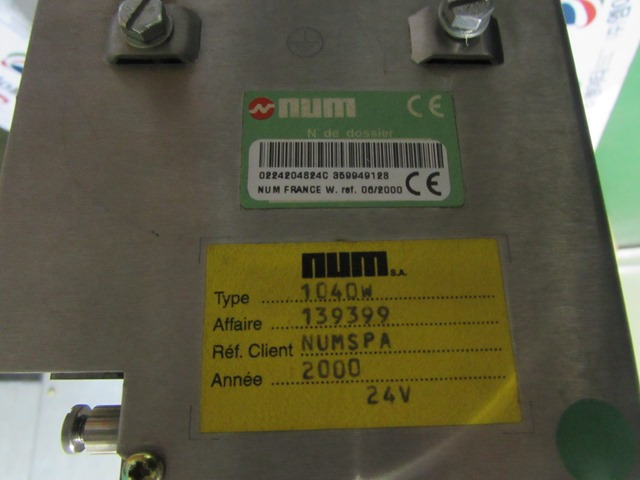 num CE
N° de dossier
0224204824C 359949128
NUM FRANCE W. ref. 06/2000 CE
num S.A.
Type 1040W
Affaire 139399
Réf. Client NUMSPA
Année 2000
24V